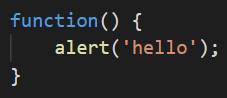 function() {
    alert('hello');
}